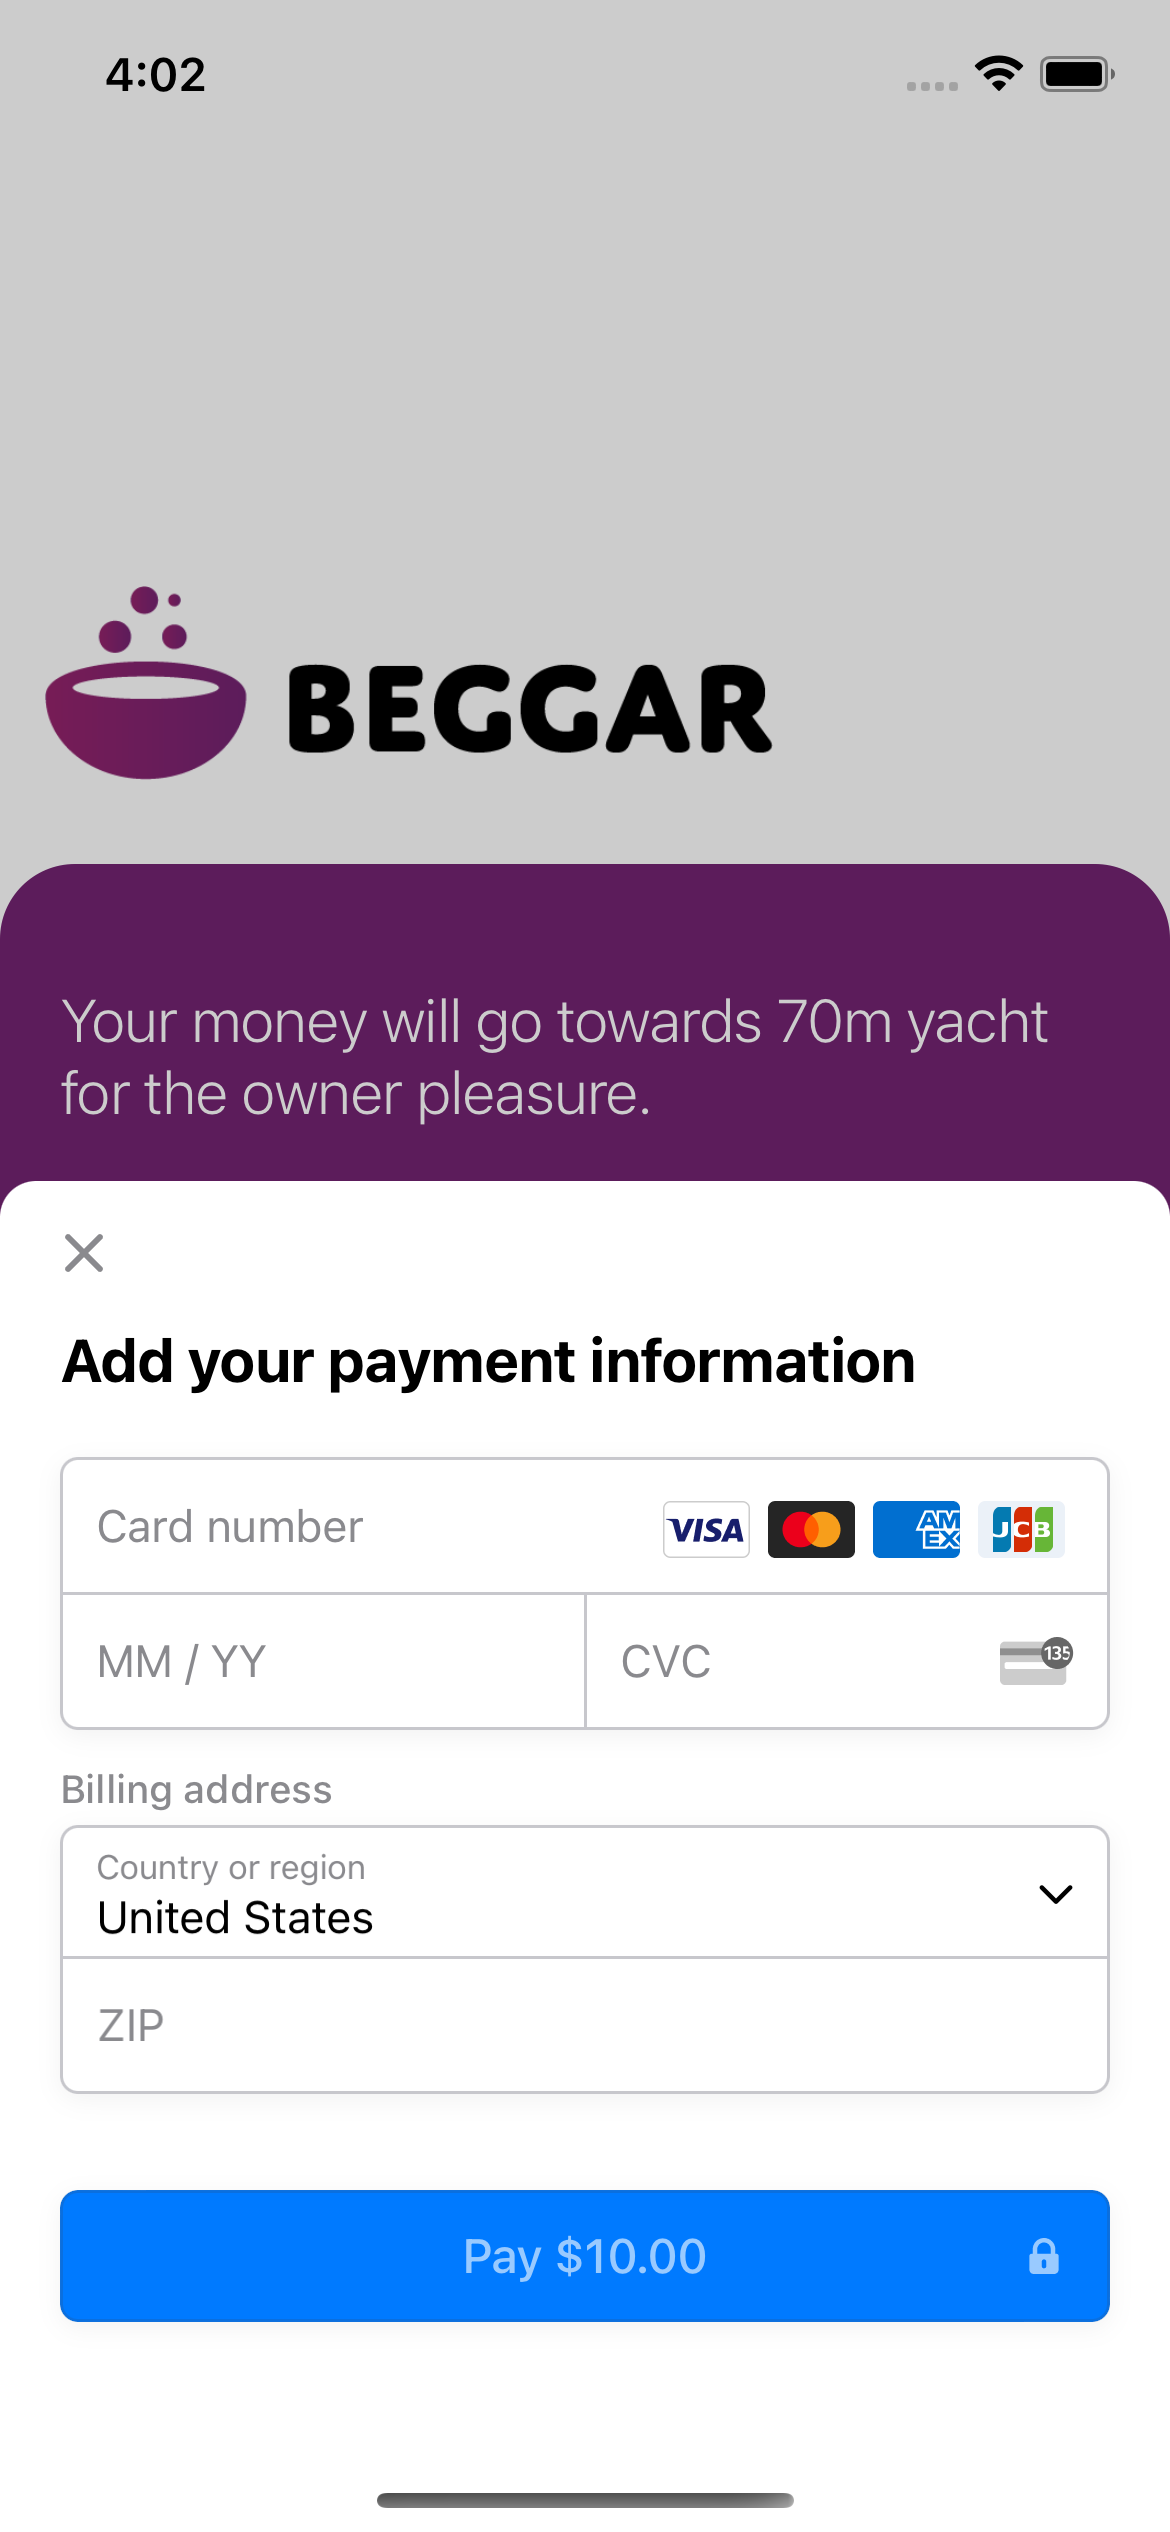 4:02
BEGGAR
Your money will go towards 70m yacht
for the owner pleasure.
Add your payment information
Card number
VISA
AM
EX
JCB
MM / YY
CVC
135
Billing address
Country or region
United States
ZIP
Pay $10.00